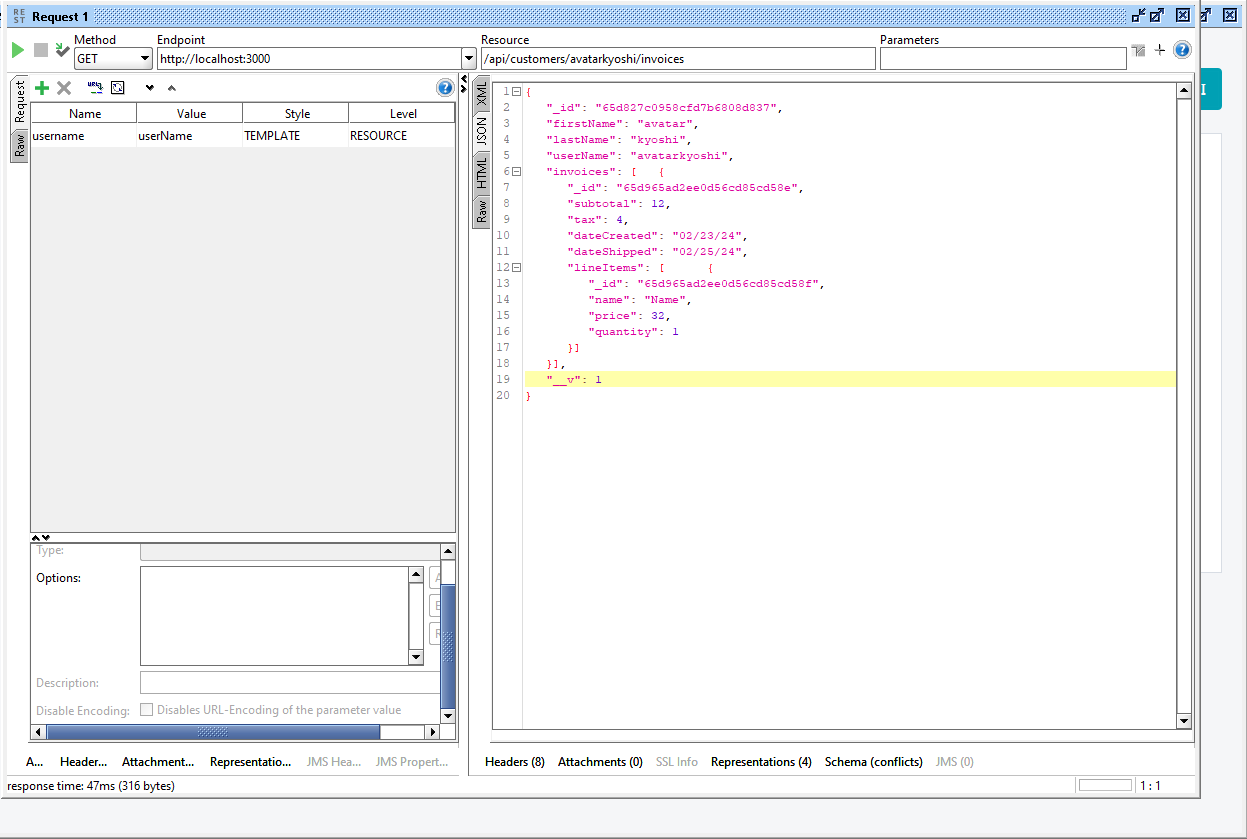 RE
ST
Request 1
Method
Endpoint
Resource
Parameters
GET
http://localhost:3000
/api/customers/avatarkyoshi/invoices
Request
Raw
URL
Name Value Style Level
username userName TEMPLATE RESOURCE
Type:
Options:
Description:
Disable Encoding: Disables URL-Encoding of the parameter value
A... Header... Attachment... Representatio... JMS Hea... JMS Propert...
XML
JSON
HTML
Raw
1 {
2 "_id": "65d827c0958cfd7b6808d837",
3 "firstName": "avatar",
4 "lastName": "kyoshi",
5 "userName": "avatarkyoshi",
6 "invoices": [ {
7 "_id": "65d965ad2ee0d56cd85cd58e",
8 "subtotal": 12,
9 "tax": 4,
10 "dateCreated": "02/23/24",
11 "dateShipped": "02/25/24",
12 "lineItems": [ {
13 "_id": "65d965ad2ee0d56cd85cd58f",
14 "name": "Name",
15 "price": 32,
16 "quantity": 1
17 }]
18 }],
19 "__v": 1
20 }
Headers (8) Attachments (0) SSL Info Representations (4) Schema (conflicts) JMS (0)
response time: 47ms (316 bytes)
1 : 1